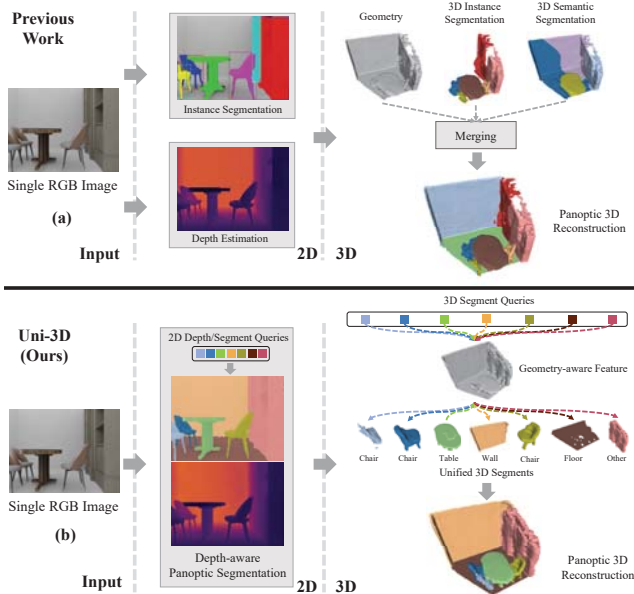 Previous
Work
Single RGB Image
(a)
Input
Instance Segmentation
Depth Estimation
2D
3D
Geometry
3D Instance
Segmentation
3D Semantic
Segmentation
Merging
Panoptic 3D
Reconstruction
Uni-3D
(Ours)
Single RGB Image
(b)
Input
2D Depth/Segment Queries
Depth-aware
Panoptic Segmentation
2D
3D
3D Segment Queries
Geometry-aware Feature
Chair Chair Table Wall Chair Floor Other
Unified 3D Segments
Panoptic 3D
Reconstruction